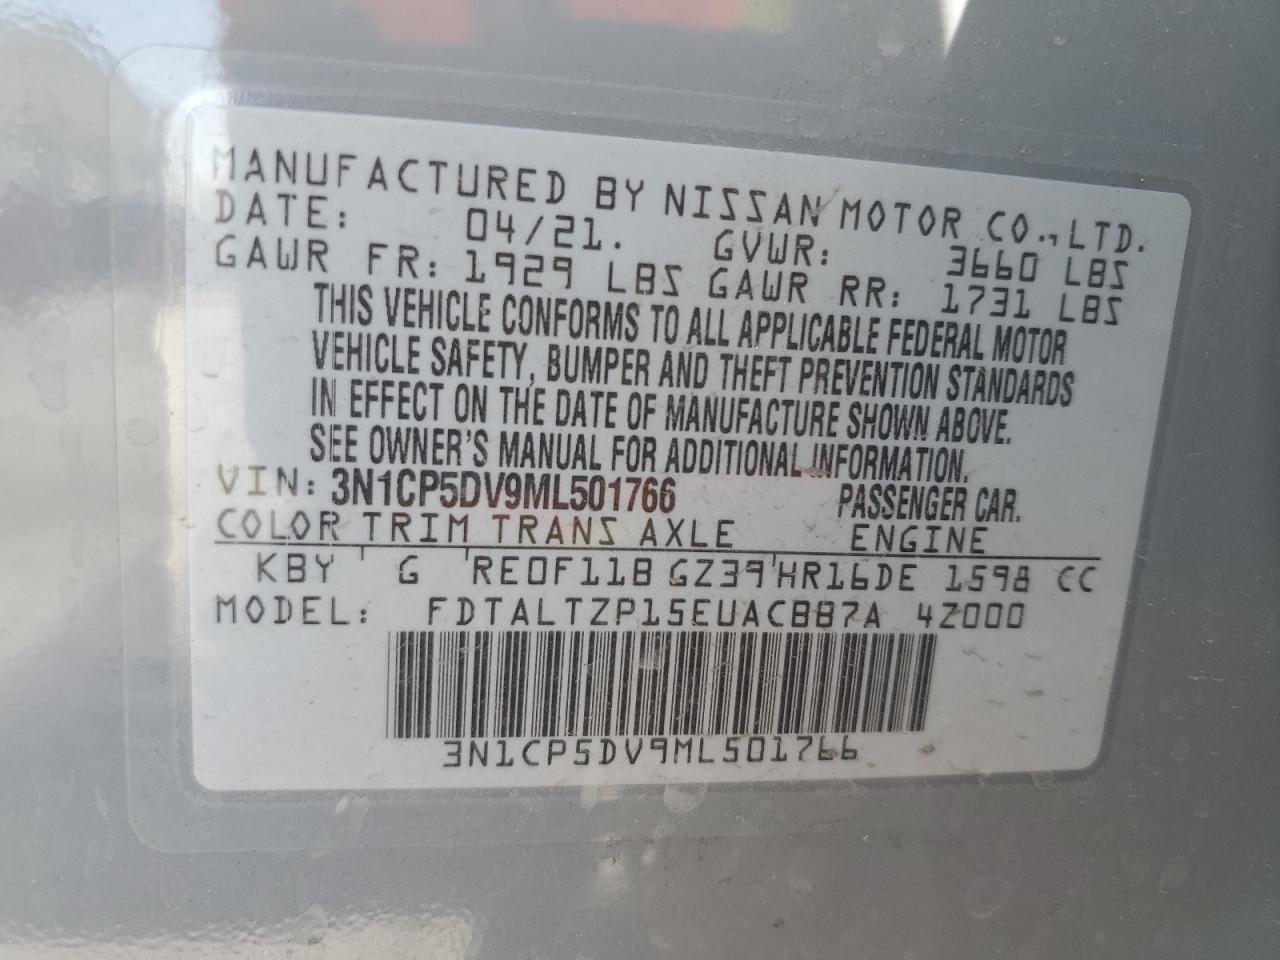 MANUFACTURED BY NISSAN MOTOR CO., LTD.
DATE: 04/21. GVWR: 3660 LBS
GAWR FR: 1929 LBS GAWR RR: 1731 LBS
THIS VEHICLE CONFORMS TO ALL APPLICABLE FEDERAL MOTOR
VEHICLE SAFETY, BUMPER AND THEFT PREVENTION STANDARDS
IN EFFECT ON THE DATE OF MANUFACTURE SHOWN ABOVE.
SEE OWNER'S MANUAL FOR ADDITIONAL INFORMATION.
VIN: 3N1CP5DV9ML501766 PASSENGER CAR.
COLOR TRIM TRANS AXLE ENGINE
KBY G RE0F11B GZ39 HR16DE 1598 CC
MODEL: FDTALTZP15EUACBB7A 4Z000
3N1CP5DV9ML501766